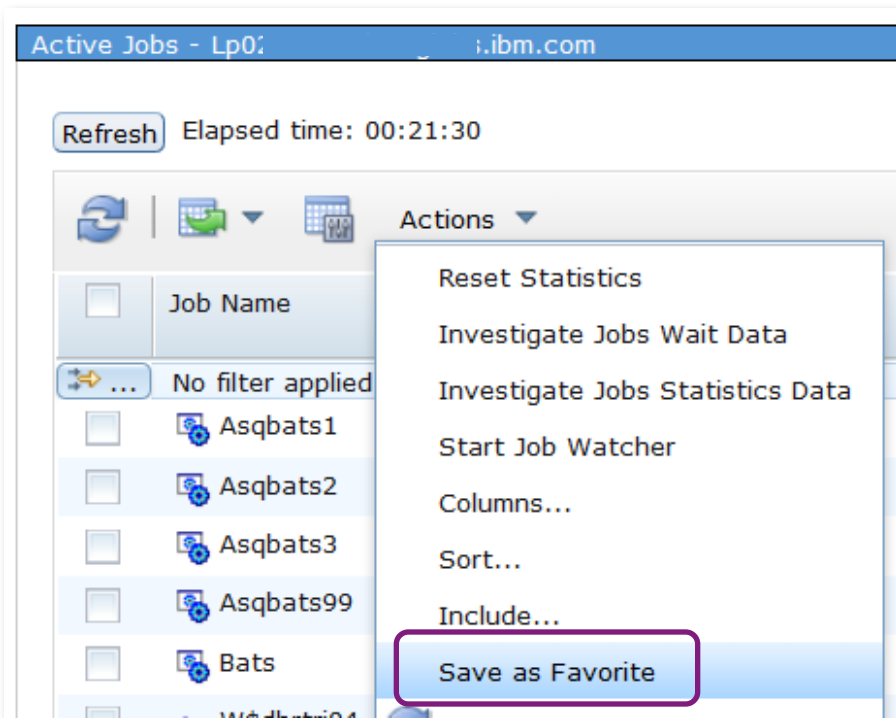 Active Jobs - Lp02 s.ibm.com
Refresh Elapsed time: 00:21:30
Actions
Job Name
No filter applied
Asqbats1
Asqbats2
Asqbats3
Asqbats99
Bats
Reset Statistics
Investigate Jobs Wait Data
Investigate Jobs Statistics Data
Start Job Watcher
Columns...
Sort...
Include...
Save as Favorite